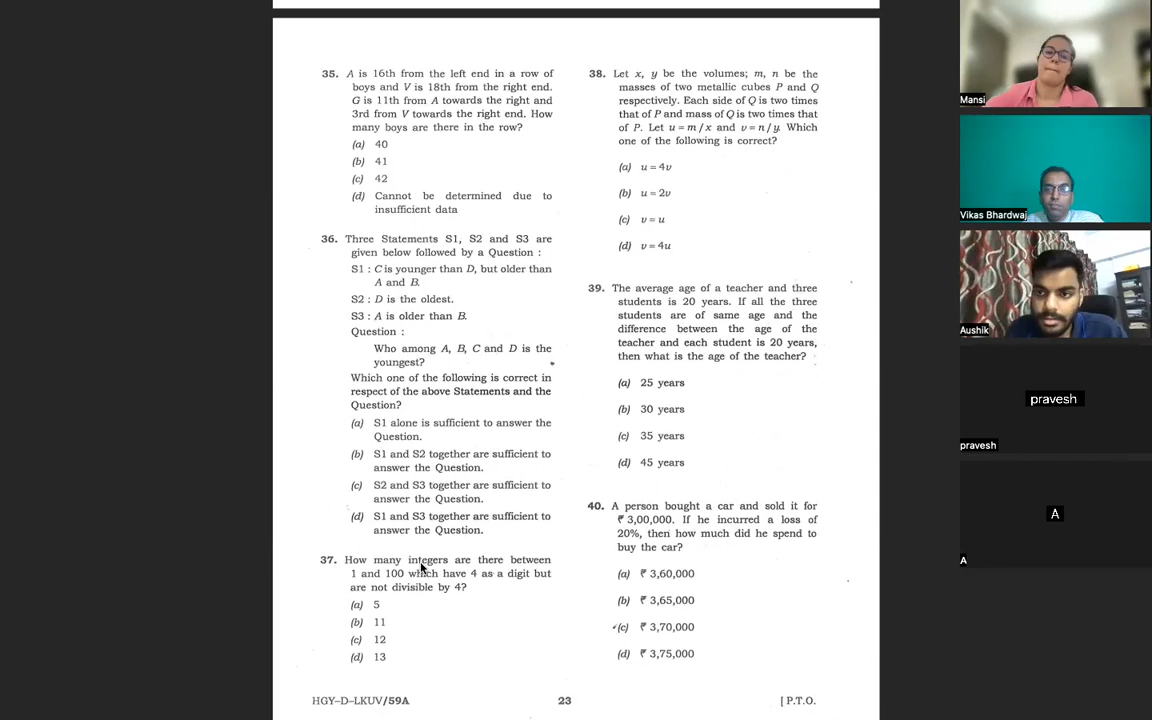 35. A is 16th from the left end in a row of
boys and V is 18th from the right end.
G is 11th from A towards the right and
3rd from V towards the right end. How
many boys are there in the row?
(a) 40
(b) 41
(c) 42
(d) Cannot be determined due to
insufficient data
36. Three Statements S1, S2 and S3 are
given below followed by a Question :
S1 : C is younger than D, but older than
A and B.
S2 : D is the oldest.
S3 : A is older than B.
Question :
Who among A, B, C and D is the
youngest?
Which one of the following is correct in
respect of the above Statements and the
Question?
(a) S1 alone is sufficient to answer the
Question.
(b) S1 and S2 together are sufficient to
answer the Question.
(c) S2 and S3 together are sufficient to
answer the Question.
(d) S1 and S3 together are sufficient to
answer the Question.
37. How many integers are there between
1 and 100 which have 4 as a digit but
are not divisible by 4?
(a) 5
(b) 11
(c) 12
(d) 13
38. Let x, y be the volumes; m, n be the
masses of two metallic cubes P and Q
respectively. Each side of Q is two times
that of P and mass of Q is two times that
of P. Let u = m / x and v = n / y. Which
one of the following is correct?
(a) u = 4v
(b) u = 2v
(c) v = u
(d) v = 4u
39. The average age of a teacher and three
students is 20 years. If all the three
students are of same age and the
difference between the age of the
teacher and each student is 20 years,
then what is the age of the teacher?
(a) 25 years
(b) 30 years
(c) 35 years
(d) 45 years
40. A person bought a car and sold it for
₹ 3,00,000. If he incurred a loss of
20%, then how much did he spend to
buy the car?
(a) ₹ 3,60,000
(b) ₹ 3,65,000
(c) ₹ 3,70,000
(d) ₹ 3,75,000
HGY–D–LKUV/59A
23
[ P.T.O.
Mansi
Vikas Bhardwaj
Aushik
pravesh
pravesh
A
A